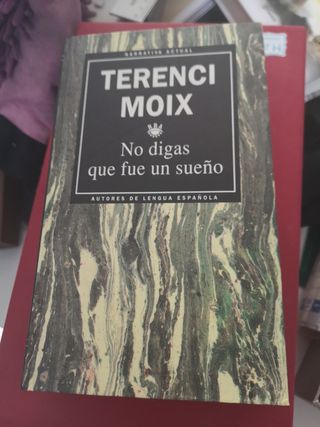 NARRATIVA ACTUAL
TERENCI
MOIX
No digas
que fue un sueño
AUTORES DE LENGUA ESPAÑOLA